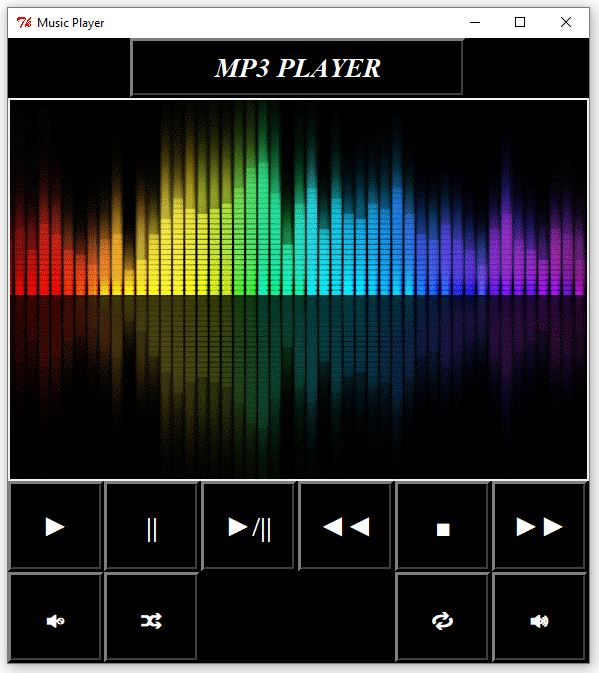 Music Player
MP3 PLAYER
▶ || ▶/|| ◀◀ ■ ▶▶